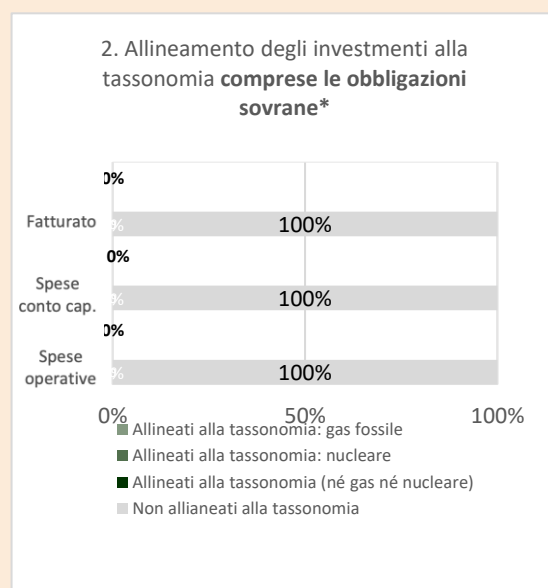 2. Allineamento degli investimenti alla
tassonomia comprese le obbligazioni
sovrane*
0%
Fatturato
100%
0%
Spese
conto cap.
100%
0%
Spese
operative
100%
0%
50%
100%
Allineati alla tassonomia: gas fossile
Allineati alla tassonomia: nucleare
Allineati alla tassonomia (né gas né nucleare)
Non allianeati alla tassonomia